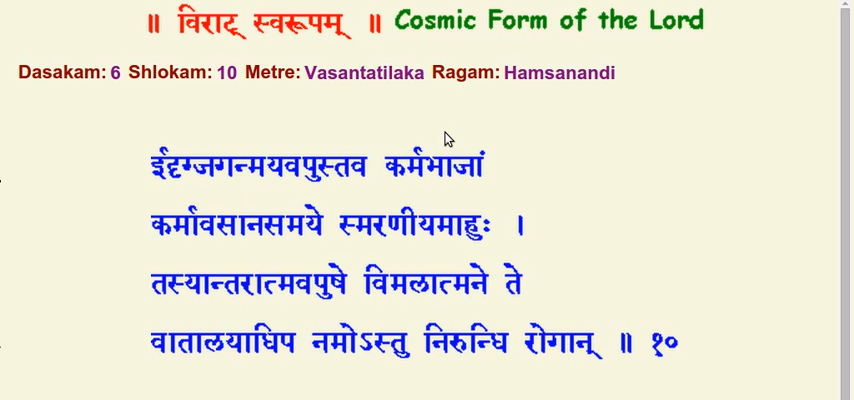 ॥ विराट् स्वरूपम् ॥ Cosmic Form of the Lord
Dasakam: 6 Shlokam: 10 Metre: Vasantatilaka Ragam: Hamsanandi
ईदृग्जगन्मयवपुस्तव कर्मभाजां
कर्मावसानसमये स्मरणीयमाहुः ।
तस्यान्तरात्मवपुषे विमलात्मने ते
वातालयाधिप नमोऽस्तु निरुन्धि रोगान् ॥ १०